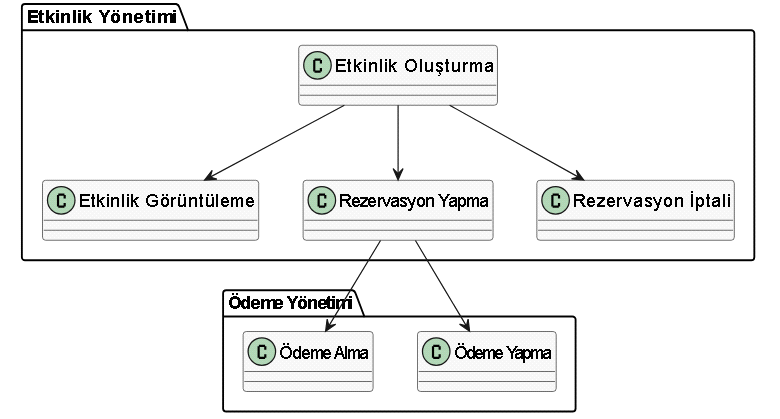 Etkinlik Yönetimi
C Etkinlik Oluşturma
C Etkinlik Görüntüleme
C Rezervasyon Yapma
C Rezervasyon İptali
Ödeme Yönetimi
C Ödeme Alma
C Ödeme Yapma